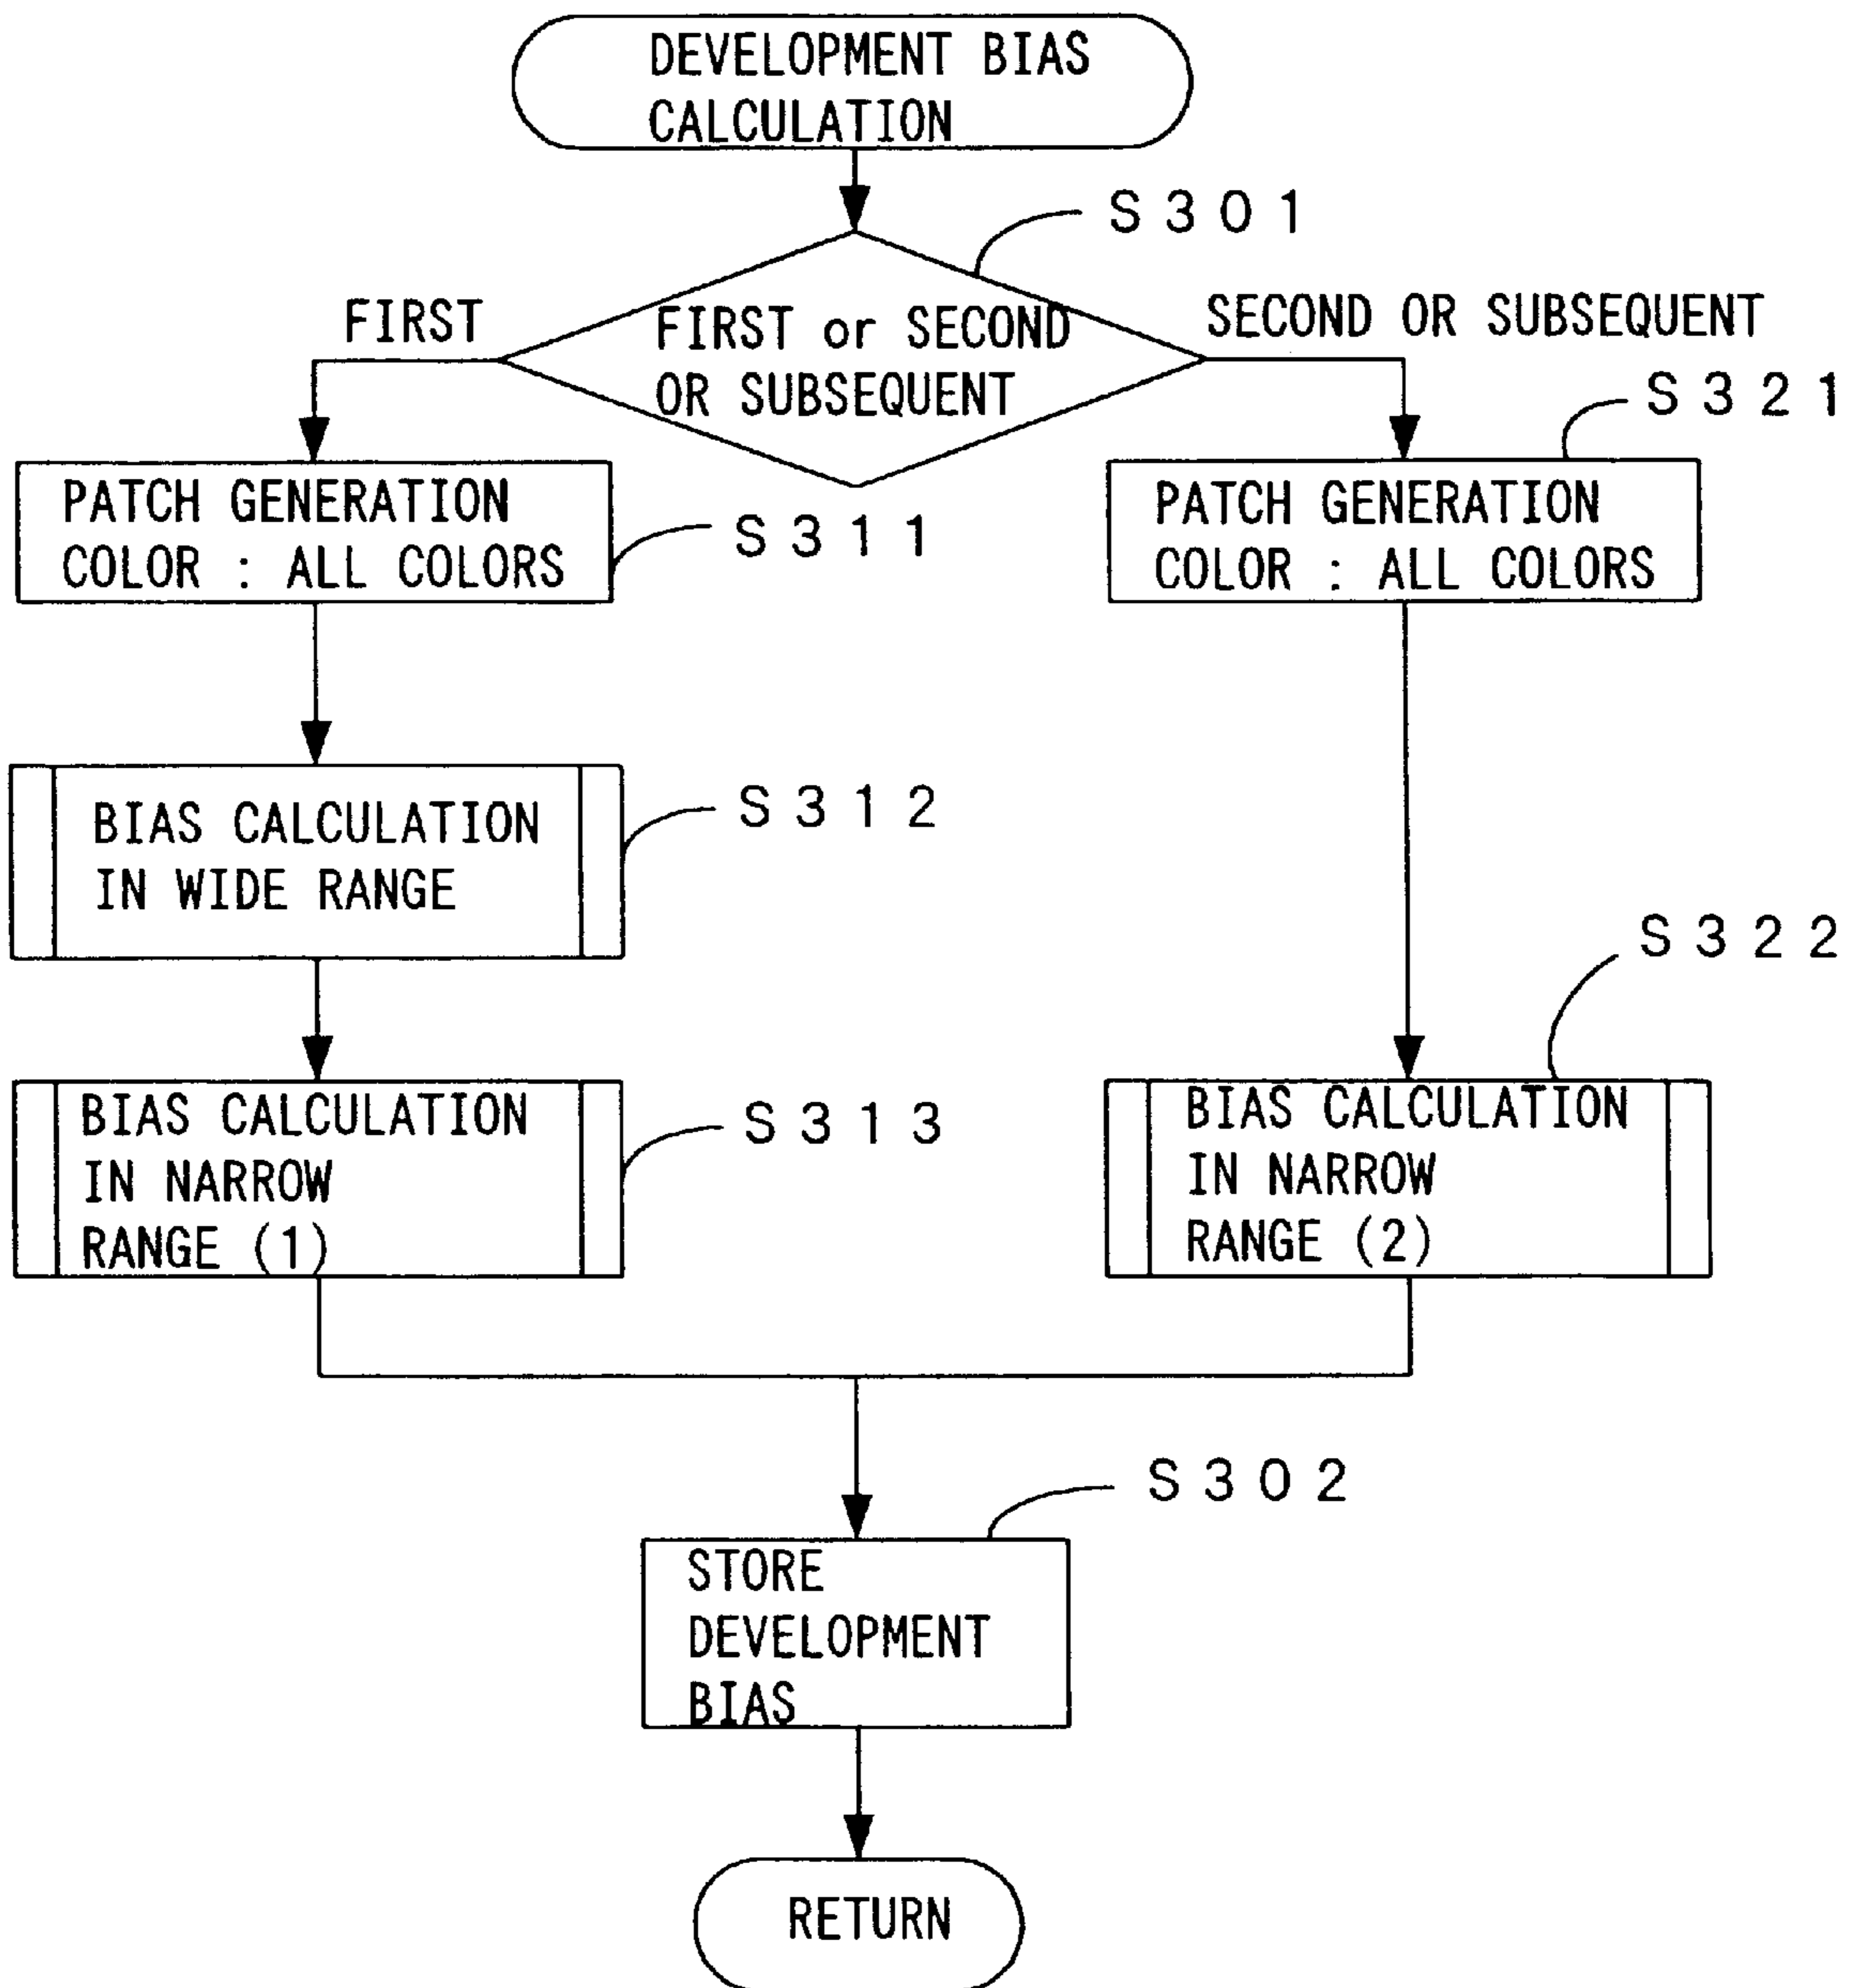 DEVELOPMENT BIAS
CALCULATION
S301
FIRST
FIRST or SECOND
OR SUBSEQUENT
SECOND OR SUBSEQUENT
S321
PATCH GENERATION
COLOR : ALL COLORS
S311
PATCH GENERATION
COLOR : ALL COLORS
BIAS CALCULATION
IN WIDE RANGE
S312
S322
BIAS CALCULATION
IN NARROW
RANGE (1)
S313
BIAS CALCULATION
IN NARROW
RANGE (2)
S302
STORE
DEVELOPMENT
BIAS
RETURN